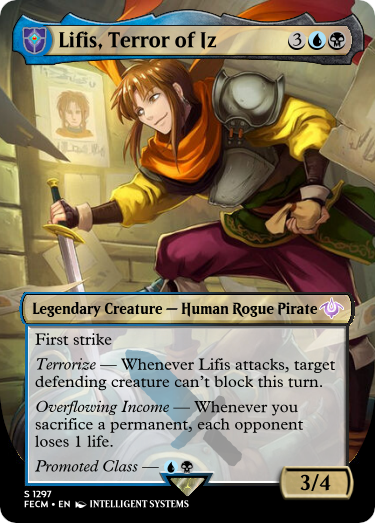 Lifis, Terror of Iz 3
Legendary Creature — Human Rogue Pirate
First strike
Terrorize — Whenever Lifis attacks, target
defending creature can't block this turn.
Overflowing Income — Whenever you
sacrifice a permanent, each opponent
loses 1 life.
Promoted Class —
3/4
S 1297
FECM • EN INTELLIGENT SYSTEMS